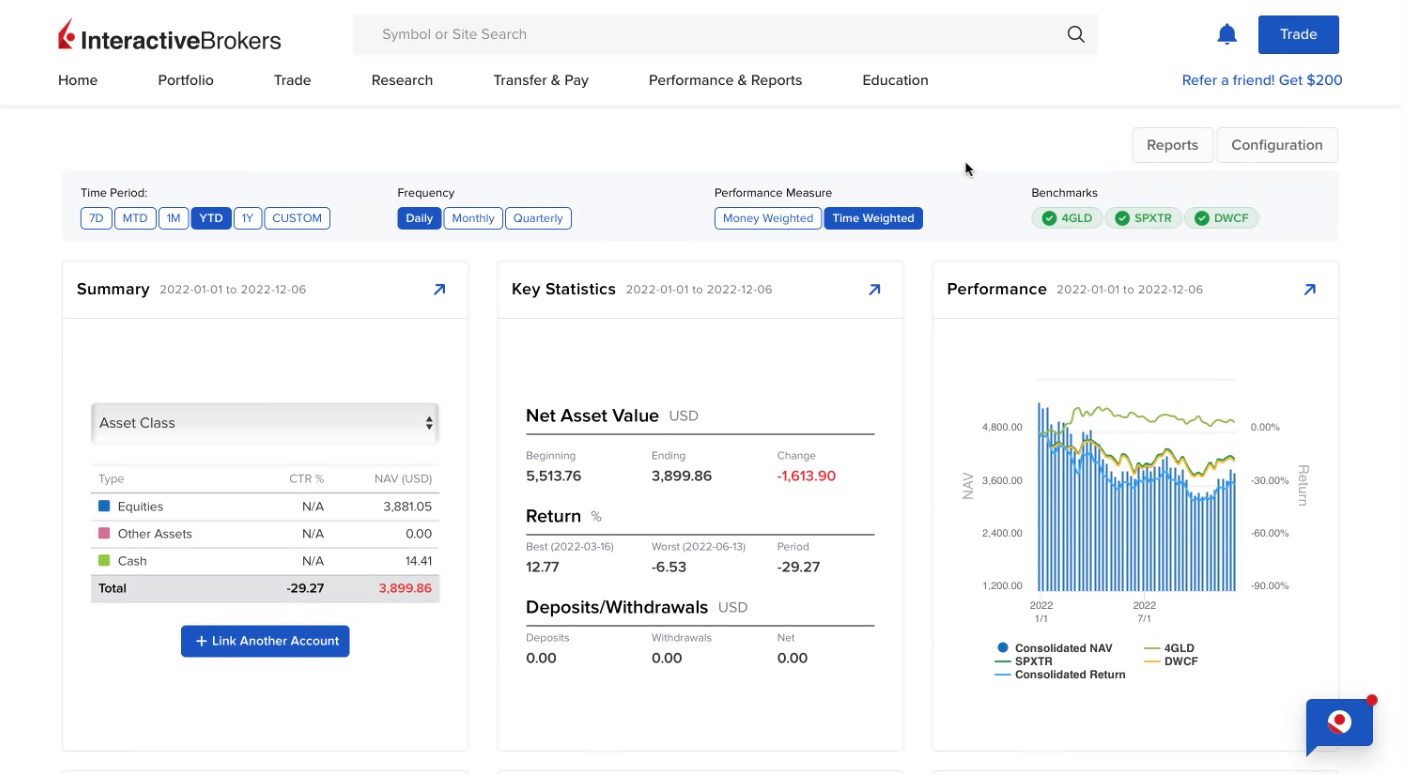 InteractiveBrokers
Symbol or Site Search
Trade
Home Portfolio Trade Research Transfer & Pay Performance & Reports Education Refer a friend! Get $200
Reports Configuration
Time Period:
7D MTD 1M YTD 1Y CUSTOM
Frequency
Daily Monthly Quarterly
Performance Measure
Money Weighted Time Weighted
Benchmarks
4GLD SPXTR DWCF
Summary 2022-01-01 to 2022-12-06
Asset Class
Type CTR % NAV (USD)
Equities N/A 3,881.05
Other Assets N/A 0.00
Cash N/A 14.41
Total -29.27 3,899.86
+ Link Another Account
Key Statistics 2022-01-01 to 2022-12-06
Net Asset Value USD
Beginning Ending Change
5,513.76 3,899.86 -1,613.90
Return %
Best (2022-03-16) Worst (2022-06-13) Period
12.77 -6.53 -29.27
Deposits/Withdrawals USD
Deposits Withdrawals Net
0.00 0.00 0.00
Performance 2022-01-01 to 2022-12-06
NAV
4,800.00
3,600.00
2,400.00
1,200.00
0.00%
-30.00%
-60.00%
-90.00%
Return
2022 2022
1/1 7/1
Consolidated NAV 4GLD
SPXTR DWCF
Consolidated Return